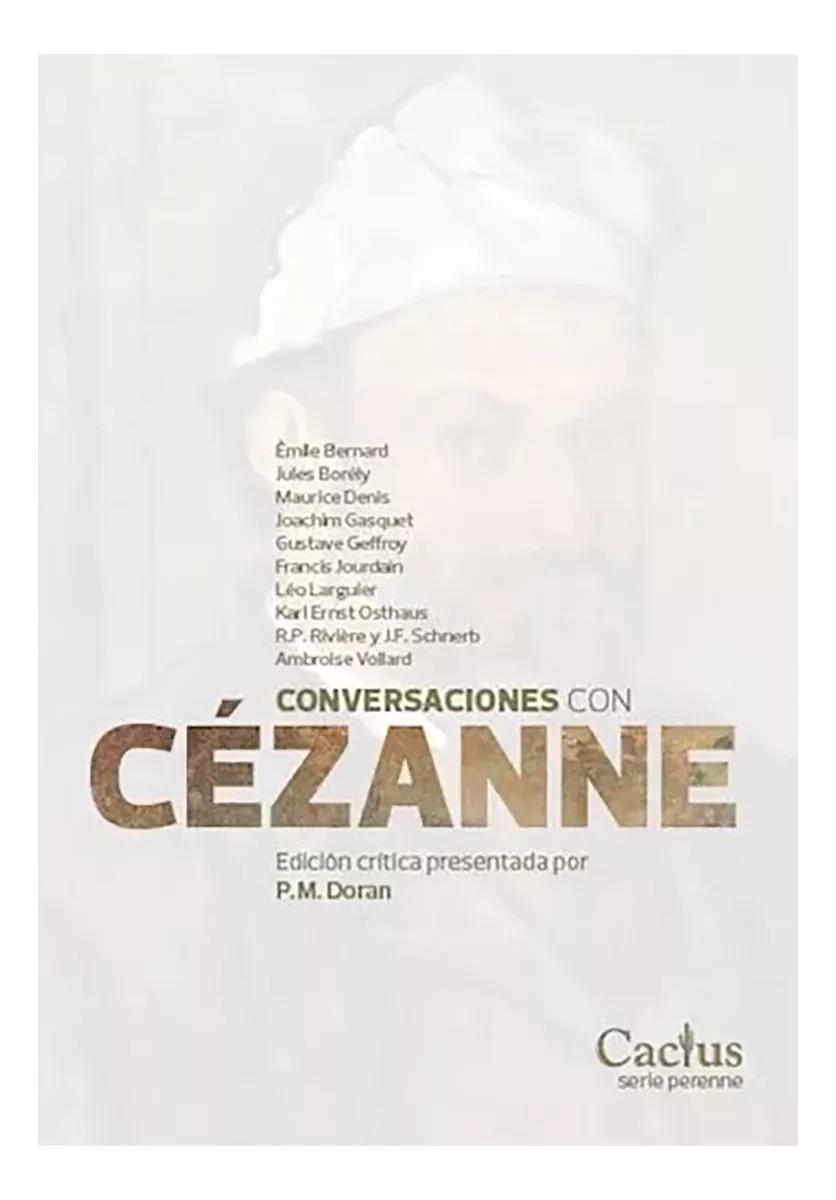 Émile Bernard
Jules Borély
Maurice Denis
Joachim Gasquet
Gustave Geffroy
Francis Jourdain
Léo Larguier
Karl Ernst Osthaus
R.P. Rivière y J.F. Schnerb
Ambroise Vollard
CONVERSACIONES CON
CÉZANNE
Edición crítica presentada por
P.M. Doran
Cactus
serie perenne